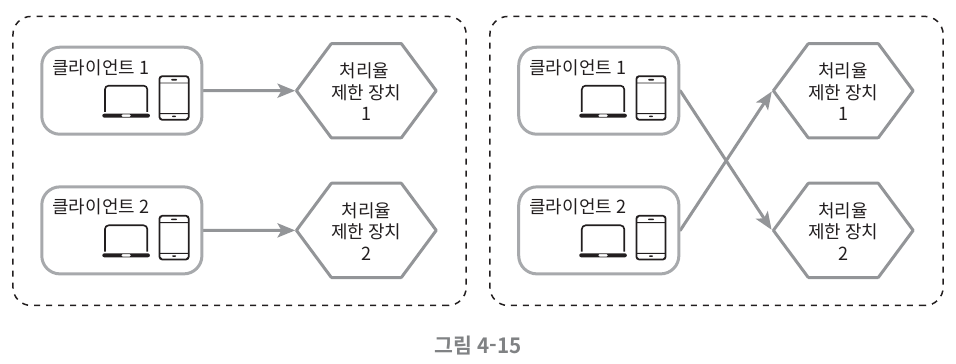 클라이언트 1
처리율
제한 장치
1
클라이언트 2
처리율
제한 장치
2
클라이언트 1
처리율
제한 장치
1
클라이언트 2
처리율
제한 장치
2
그림 4-15